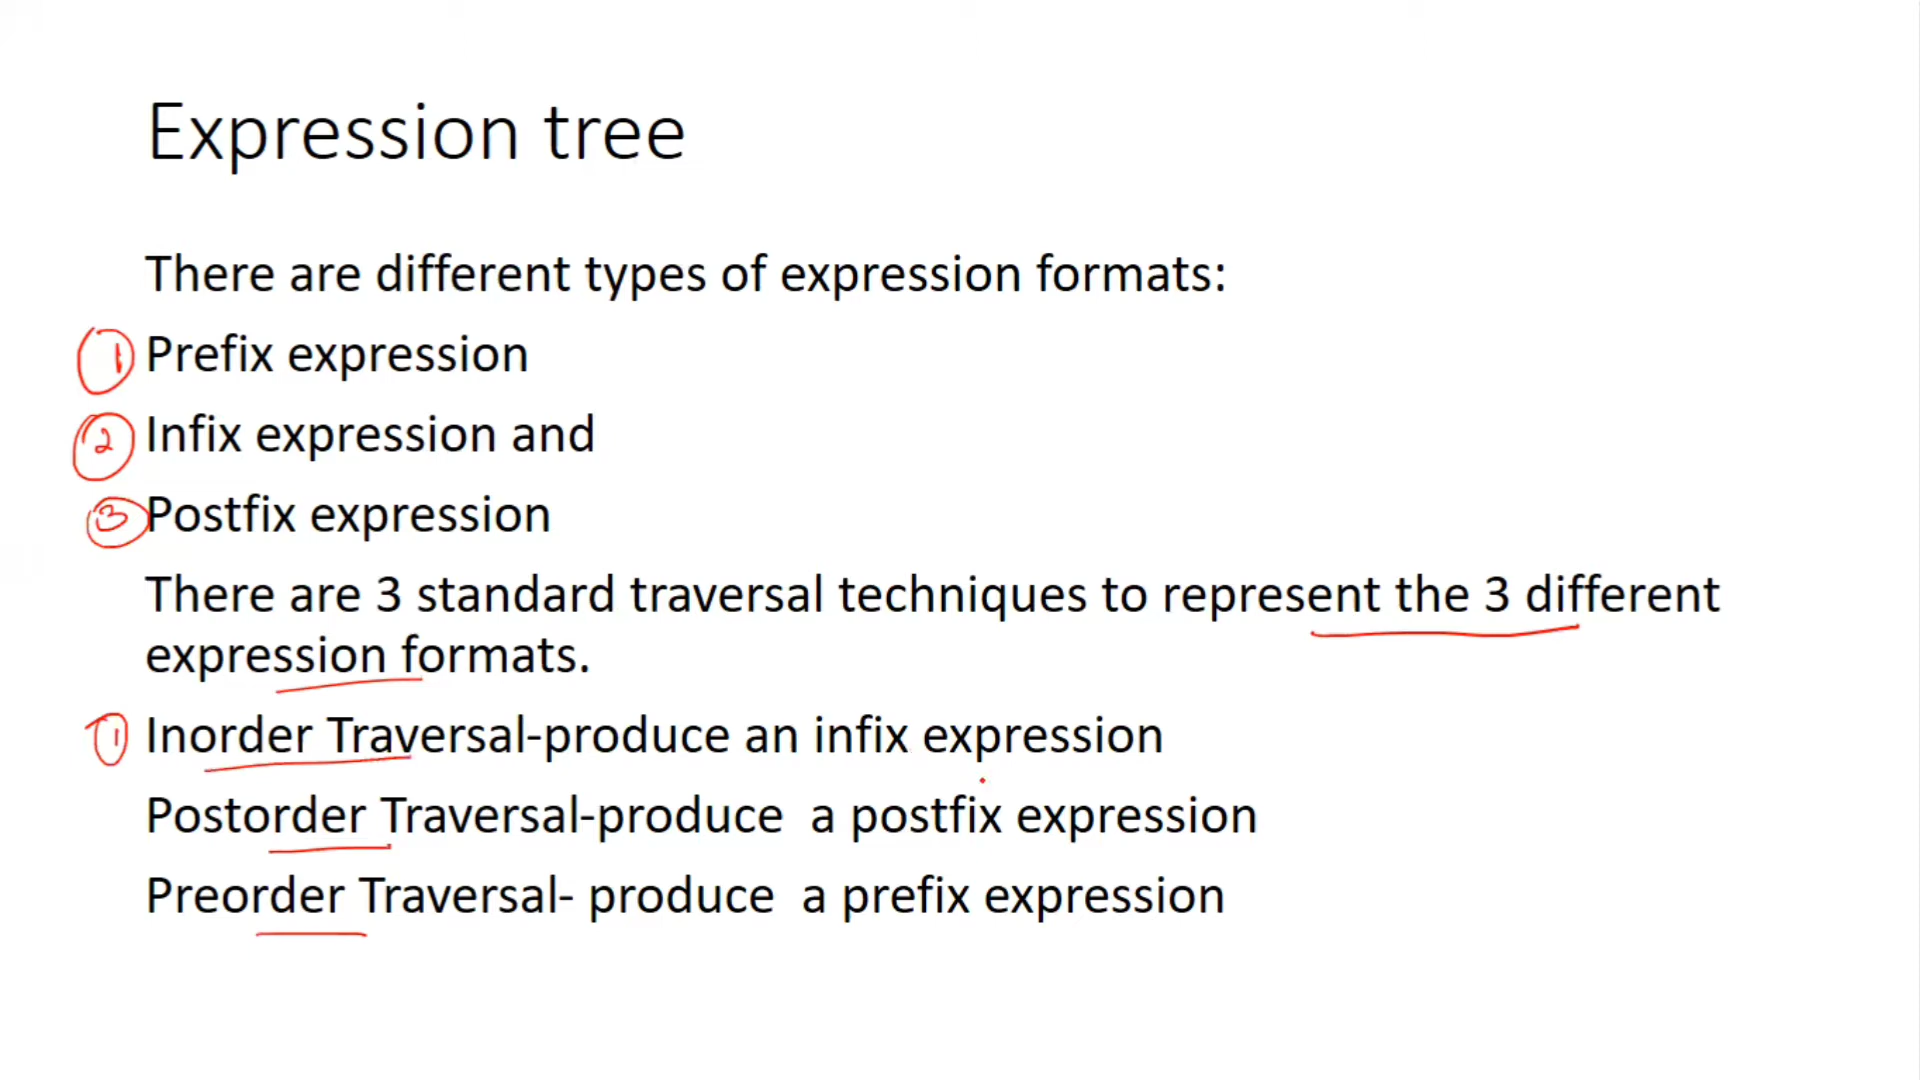 Expression tree
There are different types of expression formats:
1 Prefix expression
2 Infix expression and
3 Postfix expression
There are 3 standard traversal techniques to represent the 3 different
expression formats.
1 Inorder Traversal-produce an infix expression
Postorder Traversal-produce a postfix expression
Preorder Traversal- produce a prefix expression